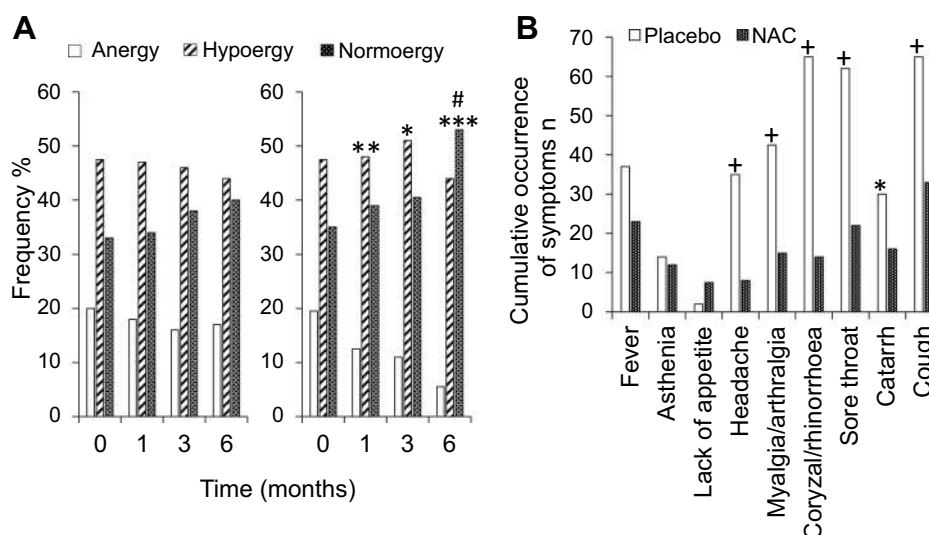 A
Anergy Hypoergy Normoergy
Frequency %
60
50
40
30
20
10
0
0 1 3 6
60
50
40
30
20
10
0
** * *** #
0 1 3 6
Time (months)
B
Placebo NAC
Cumulative occurrence
of symptoms n
70
60
50
40
30
20
10
0
+ + + + * +
Fever
Asthenia
Lack of appetite
Headache
Myalgia/arthralgia
Coryzal/rhinorrhoea
Sore throat
Catarrh
Cough